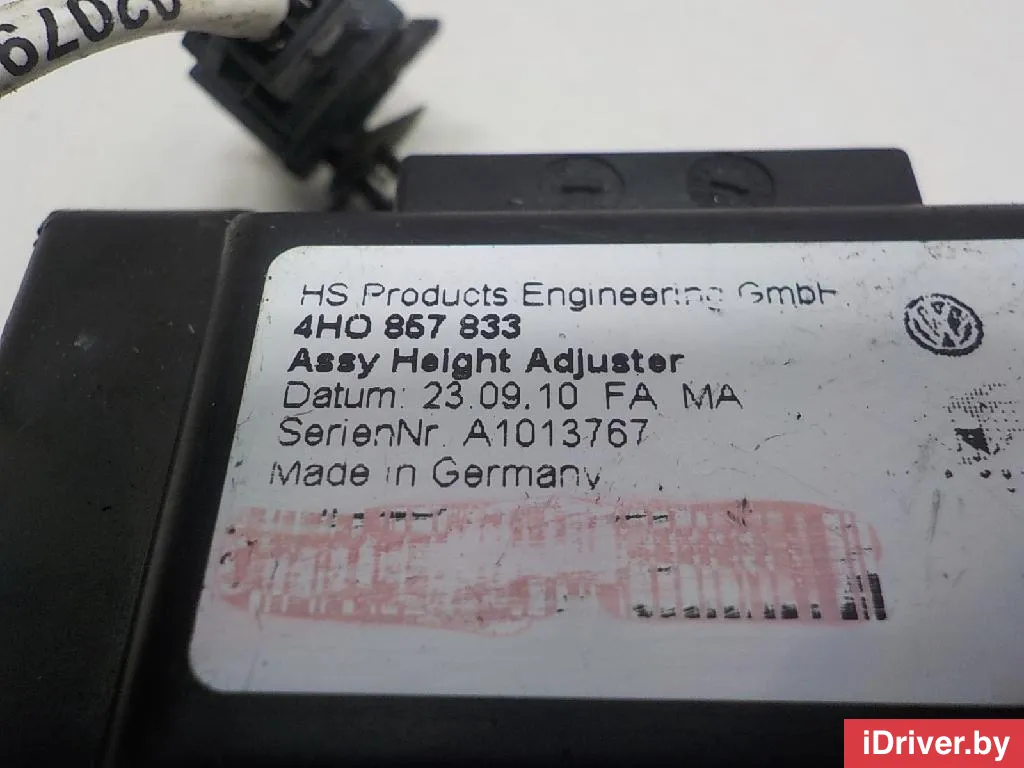 02079
HS Products Engineering GmbH
4H0 857 833
Assy Height Adjuster
Datum: 23.09.10 FA MA
SerienNr. A1013767
Made in Germany
iDriver.by